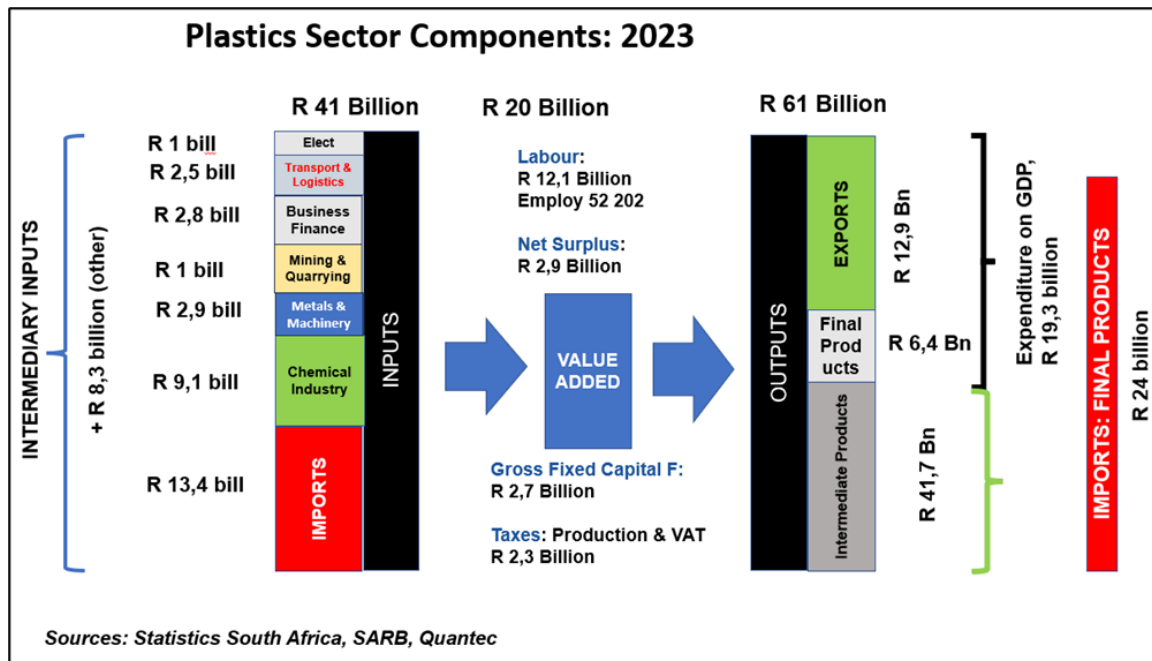 Plastics Sector Components: 2023
R 41 Billion
R 20 Billion
R 61 Billion
INTERMEDIARY INPUTS
+ R 8,3 billion (other)
R 1 bill
R 2,5 bill
R 2,8 bill
R 1 bill
R 2,9 bill
R 9,1 bill
R 13,4 bill
Elect
Transport &
Logistics
Business
Finance
Mining &
Quarrying
Metals &
Machinery
Chemical
Industry
IMPORTS
INPUTS
Labour:
R 12,1 Billion
Employ 52 202
Net Surplus:
R 2,9 Billion
VALUE
ADDED
Gross Fixed Capital F:
R 2,7 Billion
Taxes: Production & VAT
R 2,3 Billion
OUTPUTS
EXPORTS
Final
Prod
ucts
Intermediate Products
R 12,9 Bn
R 6,4 Bn
R 41,7 Bn
Expenditure on GDP,
R 19,3 billion
IMPORTS: FINAL PRODUCTS
R 24 billion
Sources: Statistics South Africa, SARB, Quantec